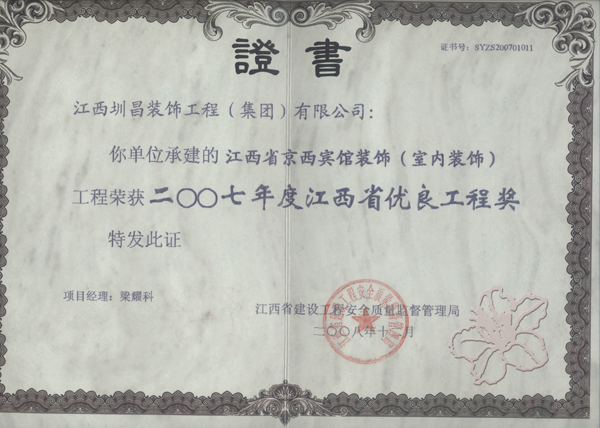 證書
证书号：SYZS200701011
江西圳昌装饰工程（集团）有限公司：
你单位承建的 江西省京西宾馆装饰（室内装饰）
工程荣获 二〇〇七年度江西省优良工程奖
特发此证
项目经理：梁耀科
江西省建设工程安全质量监督管理局
二〇〇八年十 月